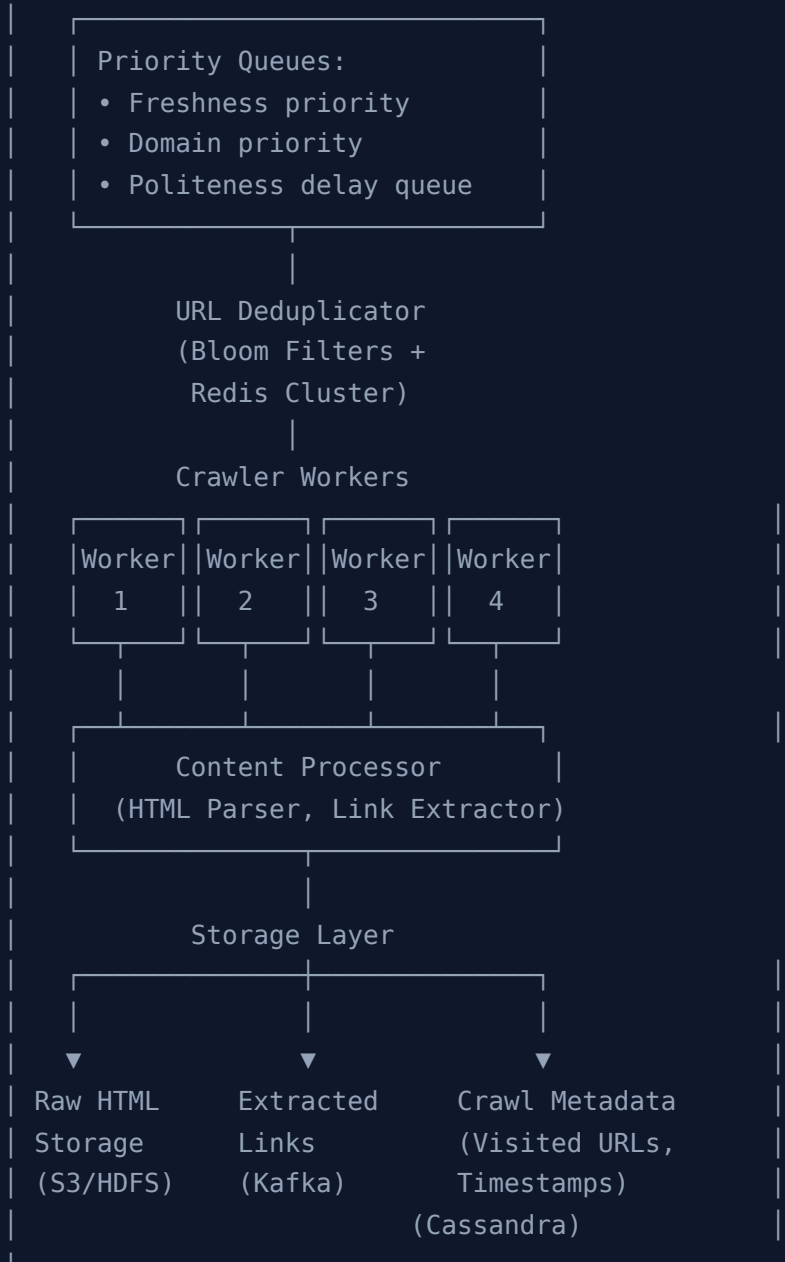 Priority Queues:
• Freshness priority
• Domain priority
• Politeness delay queue
URL Deduplicator
(Bloom Filters +
Redis Cluster)
Crawler Workers
Worker Worker Worker Worker
1 2 3 4
Content Processor
(HTML Parser, Link Extractor)
Storage Layer
Raw HTML Extracted Crawl Metadata
Storage Links (Visited URLs,
(S3/HDFS) (Kafka) Timestamps)
(Cassandra)